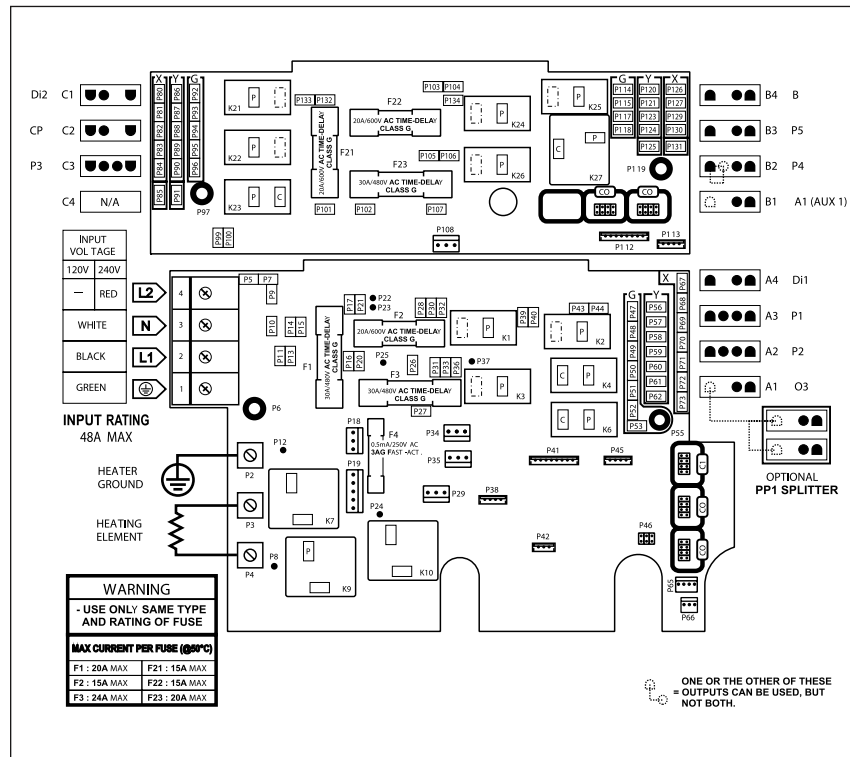 Di2 C1
CP C2
P3 C3
C4 N/A
X Y G
P80 P86 P92
P81 P87 P93
P82 P88 P94
P83 P89 P95
P84 P90 P96
P85 P91
P97
P99 P100
K21
K22
K23
P133 P132
20A/600V AC TIME-DELAY
CLASS G
F21
P101
F22
20A/600V AC TIME-DELAY
CLASS G
F23
30A/480V AC TIME-DELAY
CLASS G
P102
P103 P104
P134
P105 P106
P107
P108
K24
K25
K26
K27
C P
CO CO
P112
P113
P119
G Y X
P114 P120 P126
P115 P121 P127
P117 P123 P129
P118 P124 P130
P125 P131
B4 B
B3 P5
B2 P4
B1 A1 (AUX 1)
INPUT
VOL TAGE
120V 240V
— RED
WHITE
BLACK
GREEN
L2
N
L1
4
3
2
1
INPUT RATING
48A MAX
HEATER
GROUND
HEATING
ELEMENT
P2
P3
P4
P5 P7
P9
P10
P11
P13
P14
P15
P6
P12
P8
F1
30A/480V AC TIME-DELAY
CLASS G
P17
P21
P22
P23
P16
P20
P25
F2
20A/600V AC TIME-DELAY
CLASS G
F3
30A/480V AC TIME-DELAY
CLASS G
P28
P30
P32
P26
P31
P33
P36
P27
P37
K1
K2
K3
K4
K6
P39
P40
P43 P44
P18
P19
F4
0.5mA/250V AC
3AG FAST -ACT .
P24
P34
P35
P29
P38
P41
P45
P42
P46
K7
K9
K10
X
G Y
P47
P48
P49
P50
P51
P52
P53
P56
P57
P58
P59
P60
P61
P62
P67
P68
P69
P70
P71
P72
P73
P55
C1
CO
CO
P65
P66
A4 Di1
A3 P1
A2 P2
A1 O3
OPTIONAL
PP1 SPLITTER
WARNING
- USE ONLY SAME TYPE
AND RATING OF FUSE
MAX CURRENT PER FUSE (@50°C)
F1 : 20A MAX F21 : 15A MAX
F2 : 15A MAX F22 : 15A MAX
F3 : 24A MAX F23 : 20A MAX
ONE OR THE OTHER OF THESE
= OUTPUTS CAN BE USED, BUT
NOT BOTH.